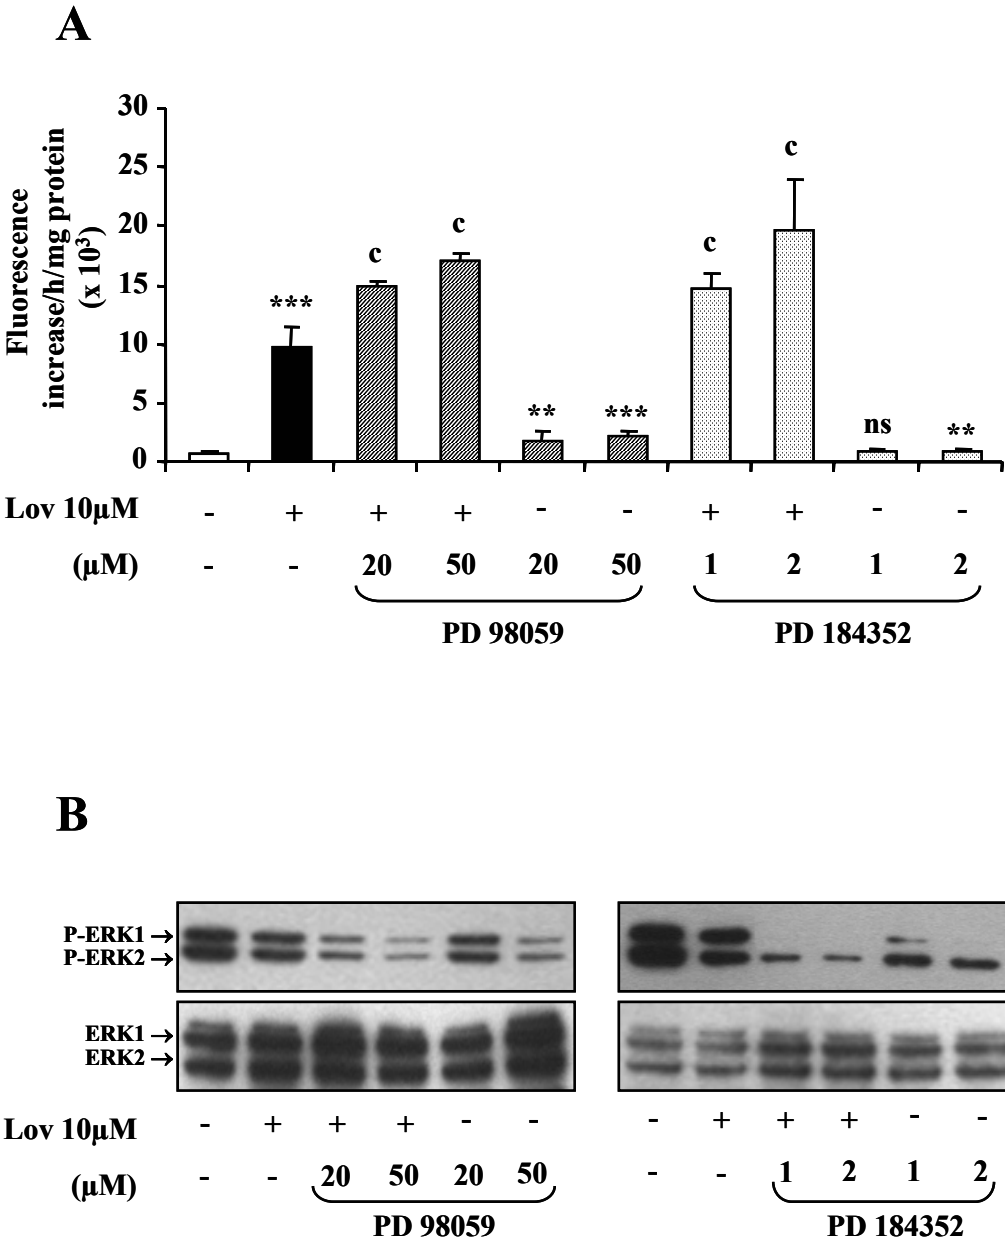 A
Fluorescence
increase/h/mg protein
(x 10³)
30
25
20
15
10
5
0
*** c c ** *** c c ns **
Lov 10µM - + + + - - + + - -
(µM) - - 20 50 20 50 1 2 1 2
PD 98059 PD 184352
B
P-ERK1→
P-ERK2→
ERK1→
ERK2→
Lov 10µM - + + + - - - + + + - -
(µM) - - 20 50 20 50 - - 1 2 1 2
PD 98059 PD 184352